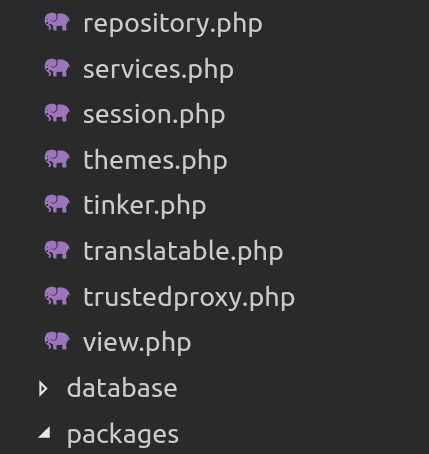 repository.php
services.php
session.php
themes.php
tinker.php
translatable.php
trustedproxy.php
view.php
database
packages